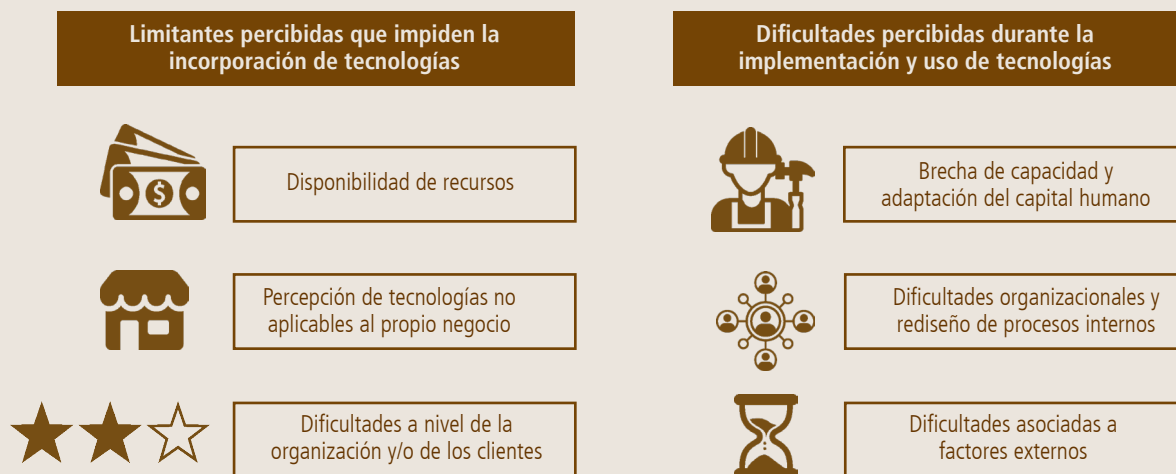 Limitantes percibidas que impiden la
incorporación de tecnologías
$
Disponibilidad de recursos
Percepción de tecnologías no
aplicables al propio negocio
Dificultades a nivel de la
organización y/o de los clientes
Dificultades percibidas durante la
implementación y uso de tecnologías
Brecha de capacidad y
adaptación del capital humano
Dificultades organizacionales y
rediseño de procesos internos
Dificultades asociadas a
factores externos